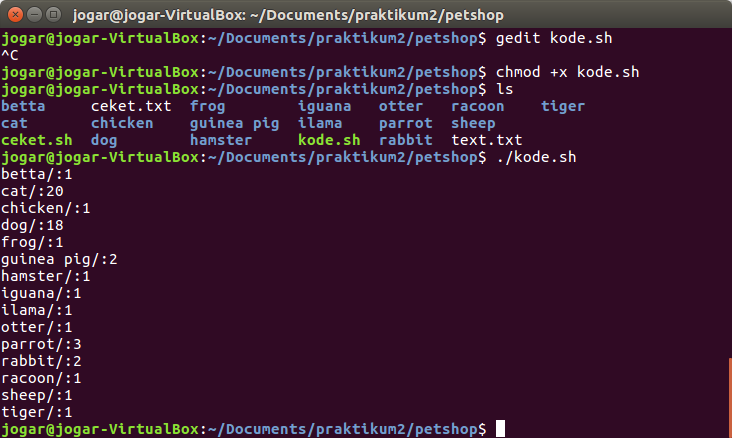 jogar@jogar-VirtualBox: ~/Documents/praktikum2/petshop
jogar@jogar-VirtualBox:~/Documents/praktikum2/petshop$ gedit kode.sh
^C
jogar@jogar-VirtualBox:~/Documents/praktikum2/petshop$ chmod +x kode.sh
jogar@jogar-VirtualBox:~/Documents/praktikum2/petshop$ ls
betta     ceket.txt  frog        iguana   otter   racoon    tiger
cat       chicken    guinea pig  ilama    parrot  sheep
ceket.sh  dog        hamster     kode.sh  rabbit  text.txt
jogar@jogar-VirtualBox:~/Documents/praktikum2/petshop$ ./kode.sh
betta/:1
cat/:20
chicken/:1
dog/:18
frog/:1
guinea pig/:2
hamster/:1
iguana/:1
ilama/:1
otter/:1
parrot/:3
rabbit/:2
racoon/:1
sheep/:1
tiger/:1
jogar@jogar-VirtualBox:~/Documents/praktikum2/petshop$